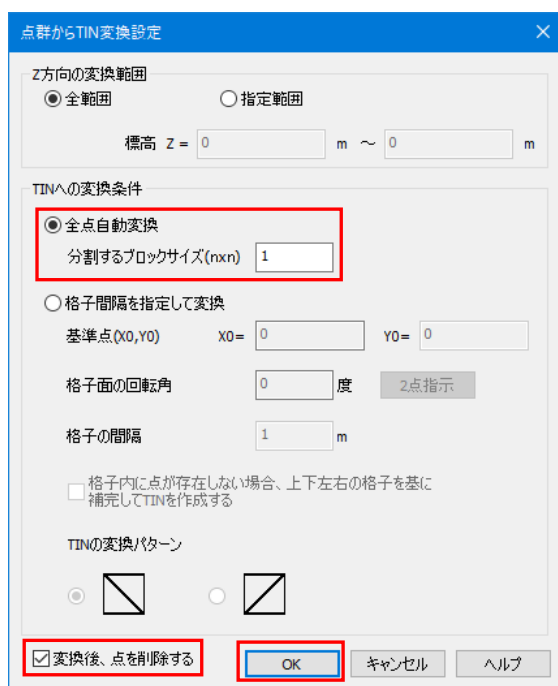 点群からTIN変換設定
Z方向の変換範囲
全範囲 指定範囲
標高 Z = 0 m ～ 0 m
TINへの変換条件
全点自動変換
分割するブロックサイズ(nxn) 1
格子間隔を指定して変換
基準点(X0,Y0) X0= 0 Y0= 0
格子面の回転角 0 度 2点指示
格子の間隔 1 m
格子内に点が存在しない場合、上下左右の格子を基に
補完してTINを作成する
TINの変換パターン
変換後、点を削除する OK キャンセル ヘルプ